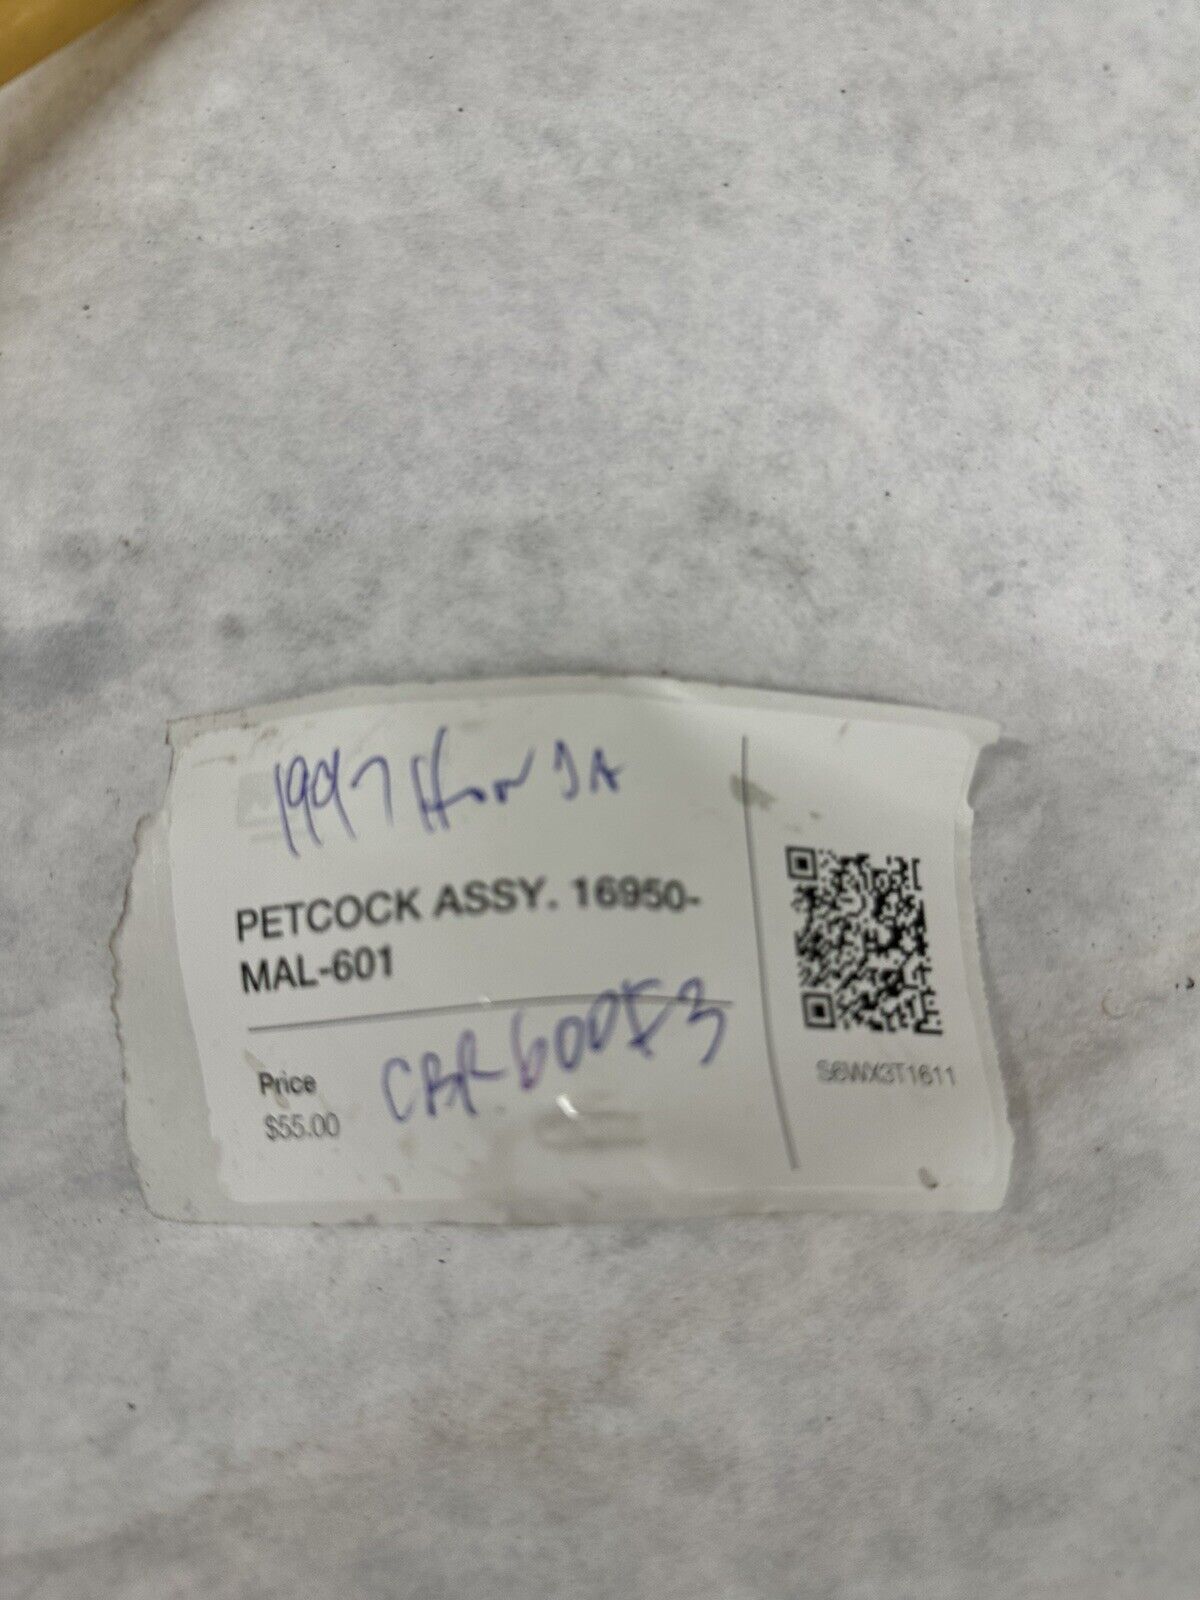 1997 Honda
PETCOCK ASSY. 16950-
MAL-601
CBR600F3
Price
$55.00
S6WX3T1611